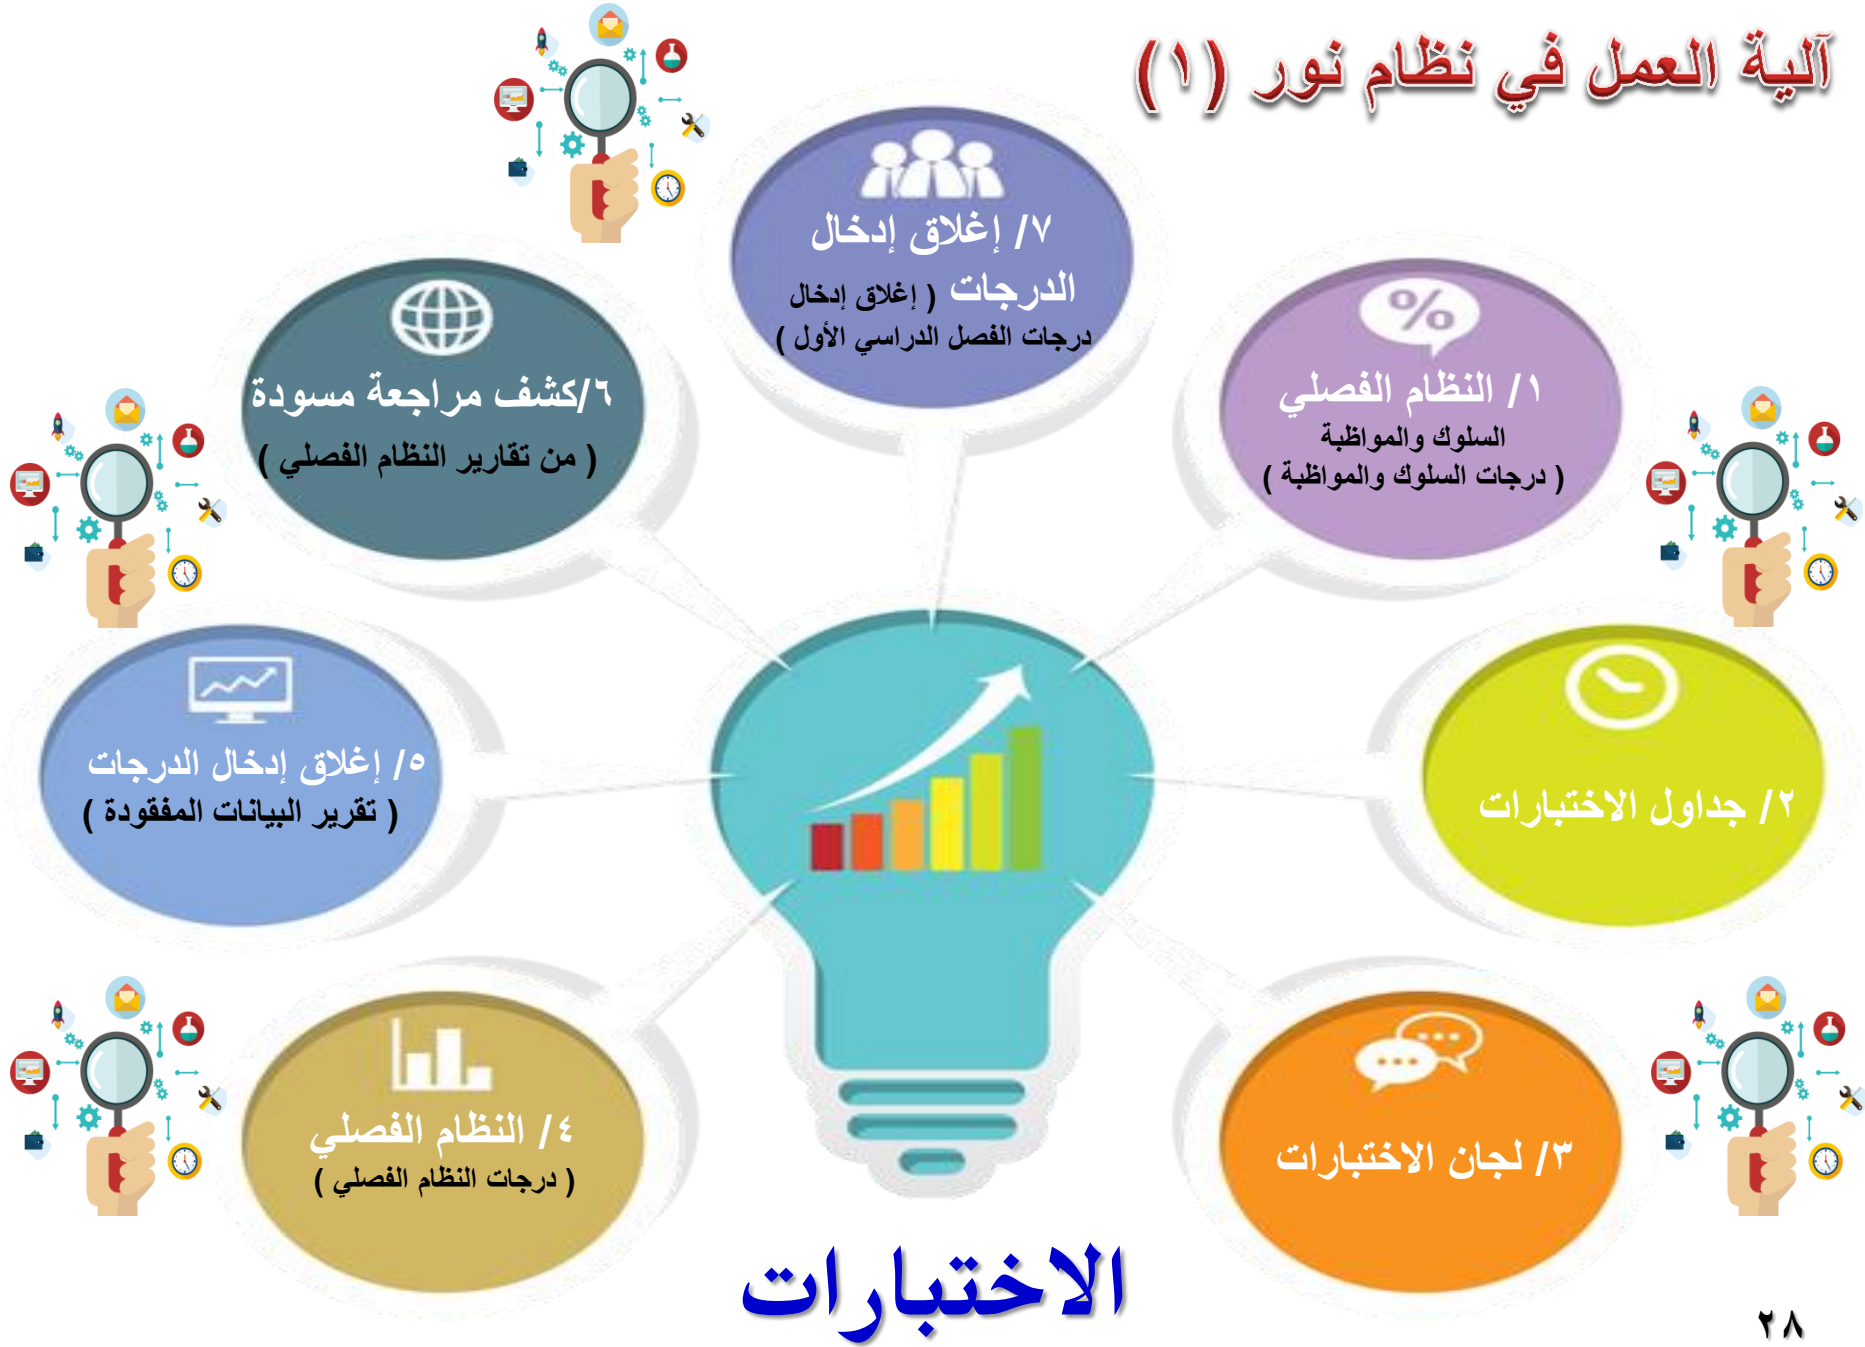 آلية العمل في نظام نور (١)
١/ النظام الفصلي
السلوك والمواظبة
( درجات السلوك والمواظبة )
٢/ جداول الاختبارات
٣/ لجان الاختبارات
٤/ النظام الفصلي
( درجات النظام الفصلي )
٥/ إغلاق إدخال الدرجات
( تقرير البيانات المفقودة )
٦/كشف مراجعة مسودة
( من تقارير النظام الفصلي )
٧/ إغلاق إدخال
الدرجات ( إغلاق إدخال
درجات الفصل الدراسي الأول )
%
الاختبارات
٢٨